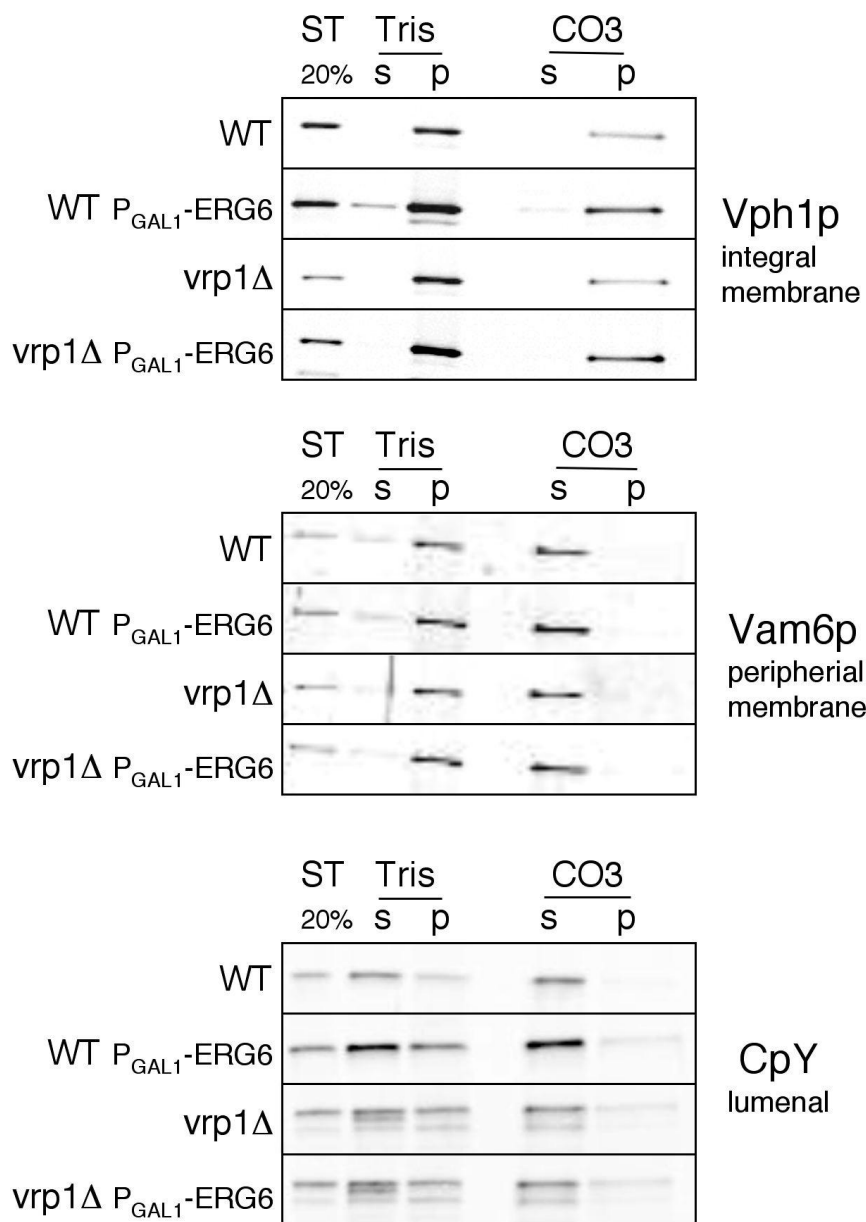 ST Tris CO3
20% s p s p
WT
WT PGAL1-ERG6
vrp1Δ
vrp1Δ PGAL1-ERG6
Vph1p
integral
membrane
ST Tris CO3
20% s p s p
WT
WT PGAL1-ERG6
vrp1Δ
vrp1Δ PGAL1-ERG6
Vam6p
peripherial
membrane
ST Tris CO3
20% s p s p
WT
WT PGAL1-ERG6
vrp1Δ
vrp1Δ PGAL1-ERG6
CpY
lumenal